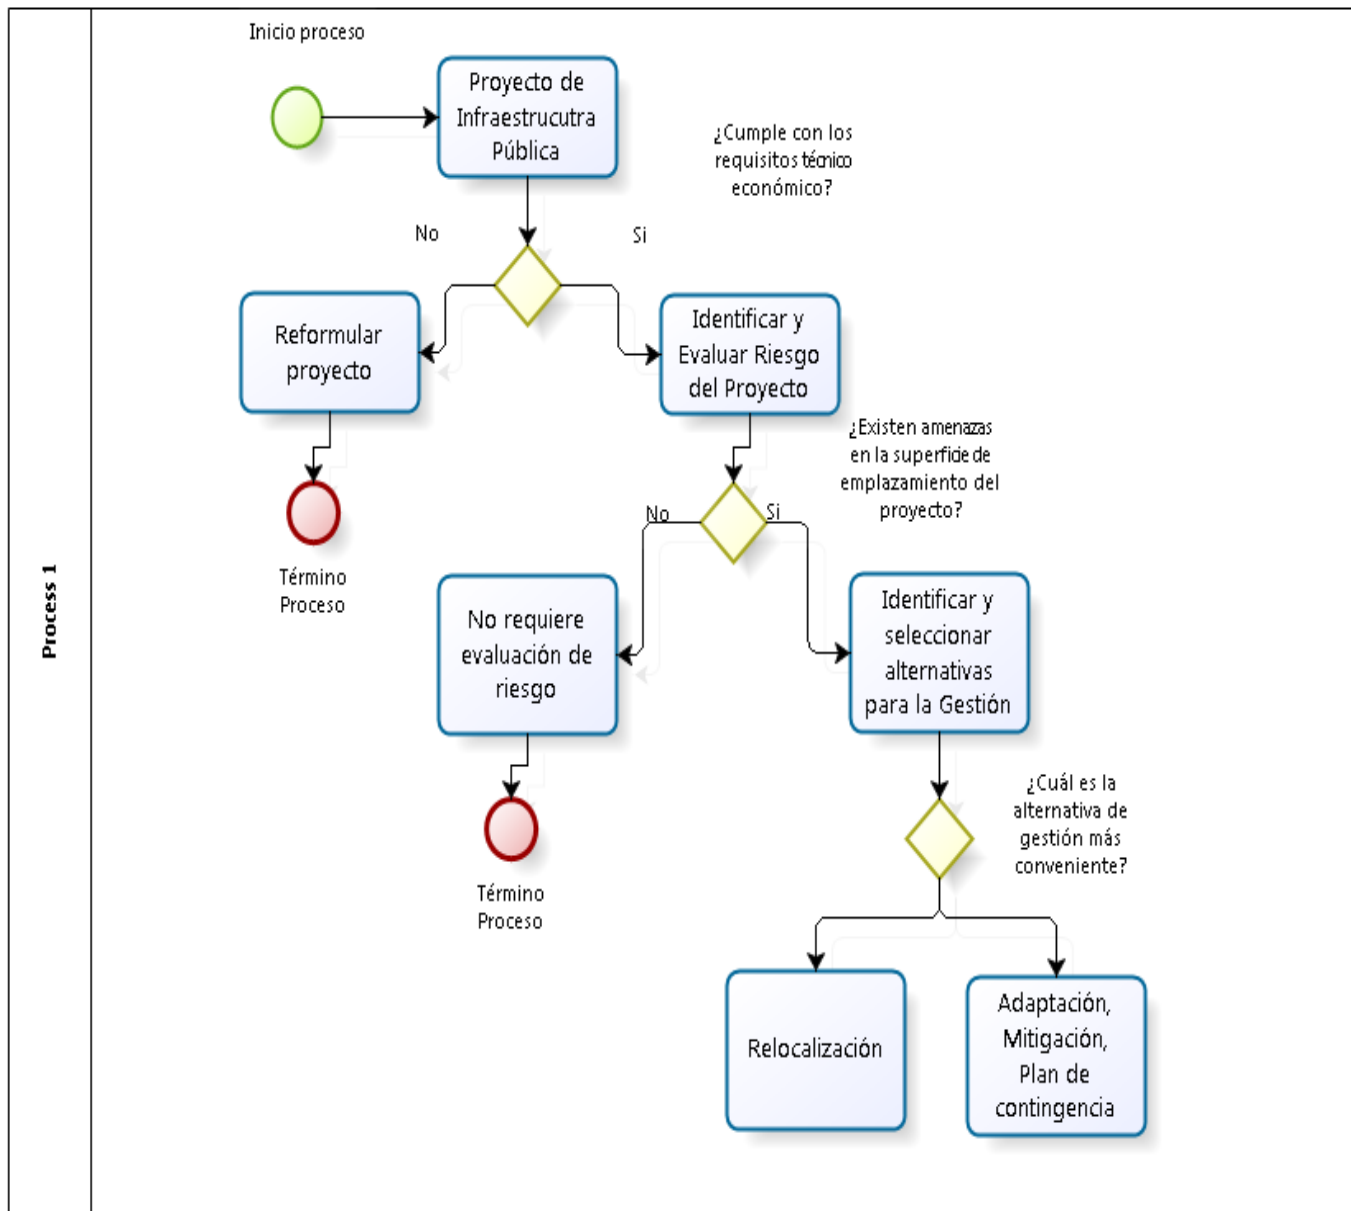 Process 1
Inicio proceso
Proyecto de
Infraestrucutra
Pública
¿Cumple con los
requisitos técnico
económico?
No
Si
Reformular
proyecto
Identificar y
Evaluar Riesgo
del Proyecto
Término
Proceso
¿Existen amenazas
en la superficie de
emplazamiento del
proyecto?
No
Si
No requiere
evaluación de
riesgo
Identificar y
seleccionar
alternativas
para la Gestión
Término
Proceso
¿Cuál es la
alternativa de
gestión más
conveniente?
Relocalización
Adaptación,
Mitigación,
Plan de
contingencia